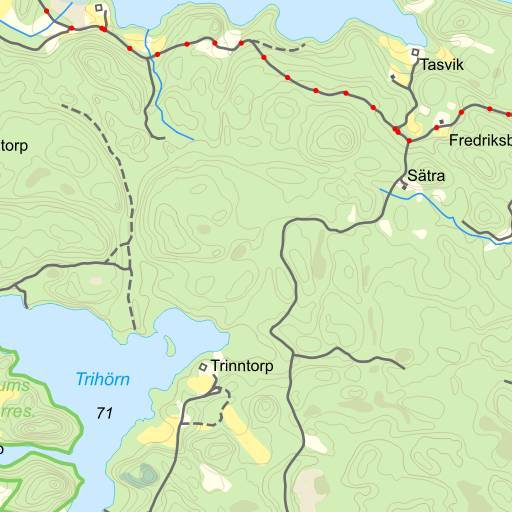 Tasvik
torp
Fredriksb
Sätra
Trinntorp
Trihörn
ums
71
rres.